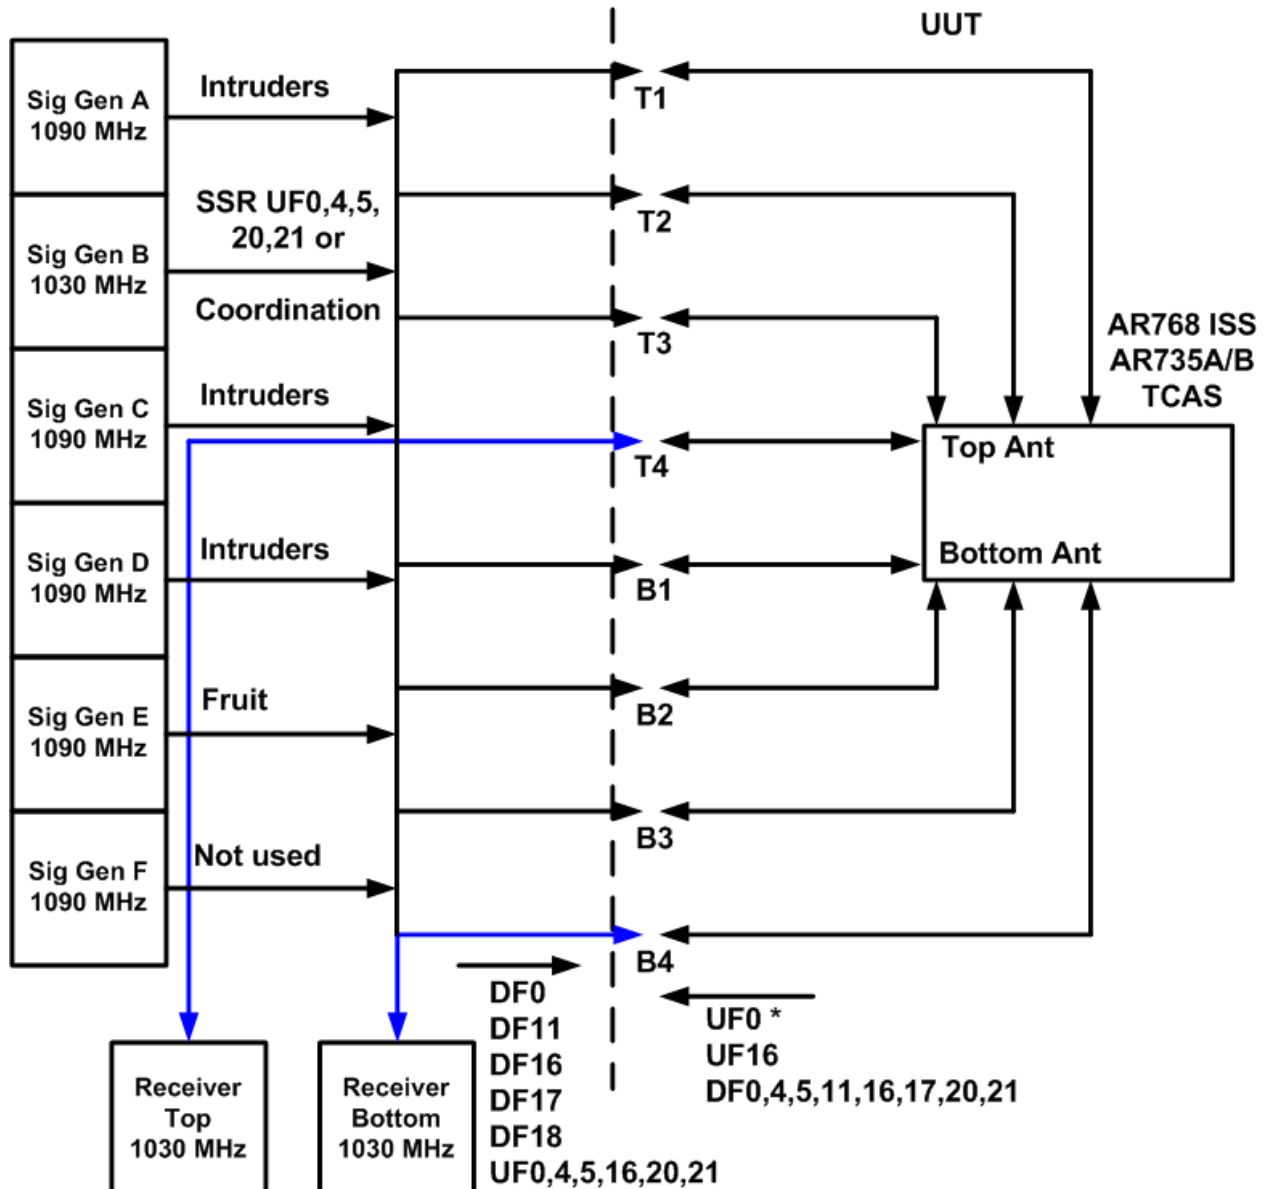 UUT
Sig Gen A
1090 MHz
Intruders
T1
Sig Gen B
1030 MHz
SSR UF0,4,5,
20,21 or
Coordination
T2
T3
AR768 ISS
AR735A/B
TCAS
Sig Gen C
1090 MHz
Intruders
T4
Top Ant
Bottom Ant
Sig Gen D
1090 MHz
Intruders
B1
Sig Gen E
1090 MHz
Fruit
B2
B3
Sig Gen F
1090 MHz
Not used
B4
DF0
DF11
DF16
DF17
DF18
UF0,4,5,16,20,21
UF0 *
UF16
DF0,4,5,11,16,17,20,21
Receiver
Top
1030 MHz
Receiver
Bottom
1030 MHz